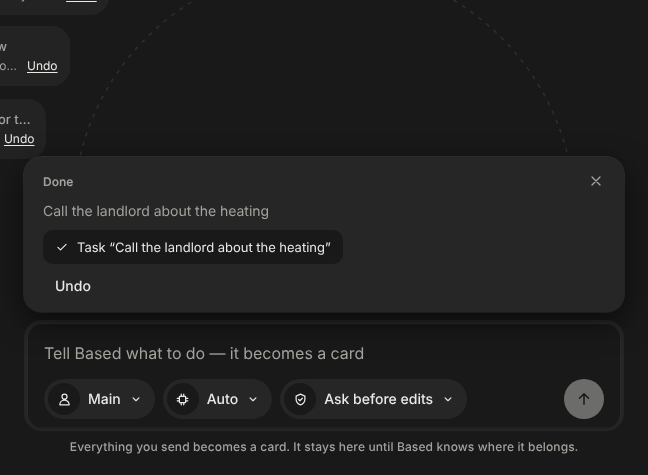 Undo
w
o... Undo
or t...
Undo
Done
Call the landlord about the heating
Task “Call the landlord about the heating”
Undo
Tell Based what to do — it becomes a card
Main Auto Ask before edits
Everything you send becomes a card. It stays here until Based knows where it belongs.